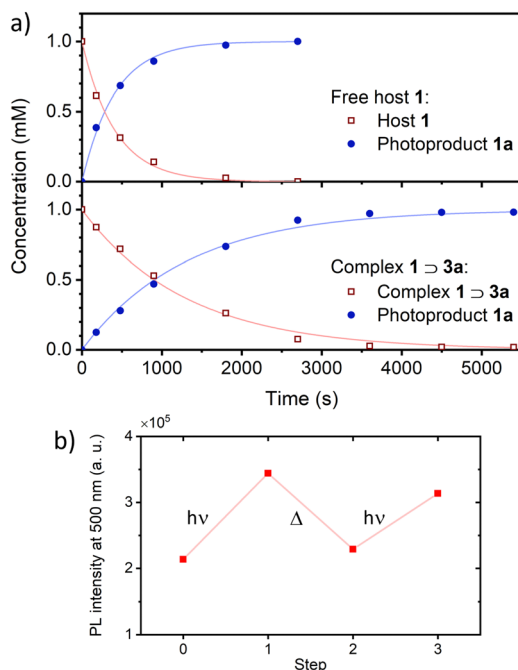 a)
1.0
0.5
0.0
Free host 1:
Host 1
Photoproduct 1a
Concentration (mM)
1.0
0.5
0.0
Complex 1 ⊃ 3a:
Complex 1 ⊃ 3a
Photoproduct 1a
0 1000 2000 3000 4000 5000
Time (s)
b)
×10⁵
4
3
2
1
PL intensity at 500 nm (a. u.)
hν
Δ
hν
0 1 2 3
Step